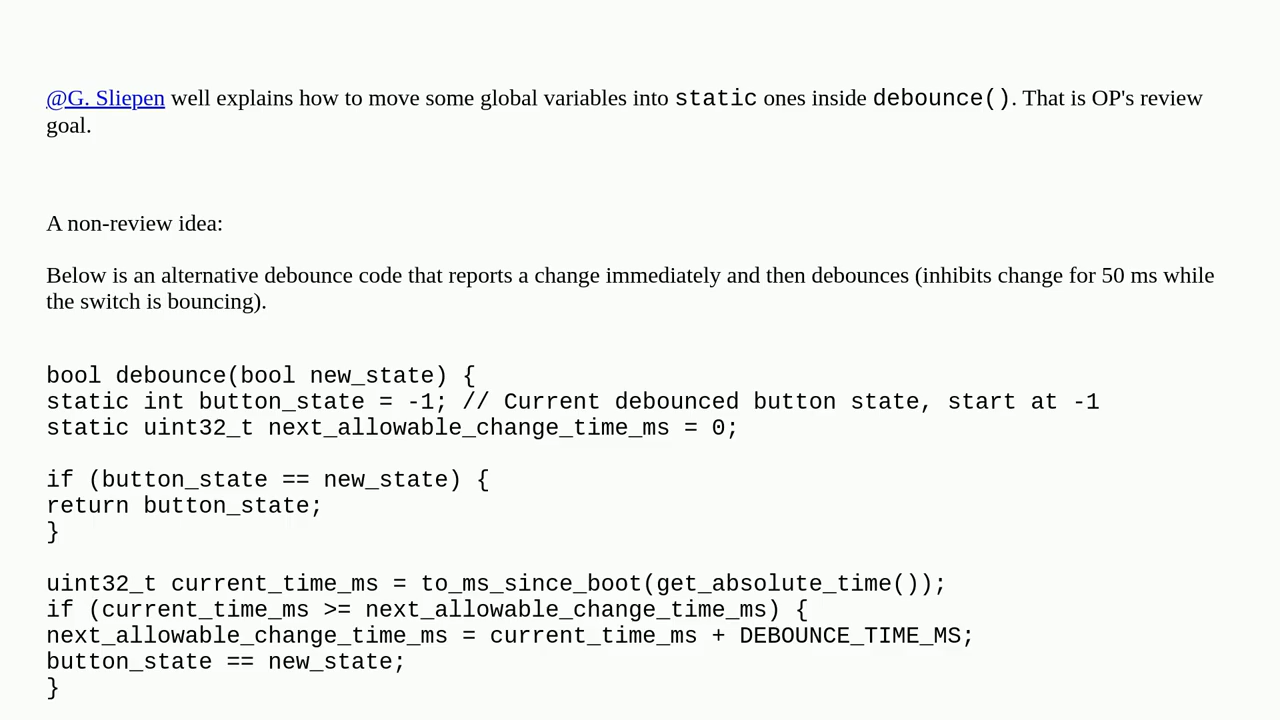 @G. Sliepen well explains how to move some global variables into static ones inside debounce(). That is OP's review
goal.
A non-review idea:
Below is an alternative debounce code that reports a change immediately and then debounces (inhibits change for 50 ms while
the switch is bouncing).
bool debounce(bool new_state) {
static int button_state = -1; // Current debounced button state, start at -1
static uint32_t next_allowable_change_time_ms = 0;
if (button_state == new_state) {
return button_state;
}
uint32_t current_time_ms = to_ms_since_boot(get_absolute_time());
if (current_time_ms >= next_allowable_change_time_ms) {
next_allowable_change_time_ms = current_time_ms + DEBOUNCE_TIME_MS;
button_state == new_state;
}